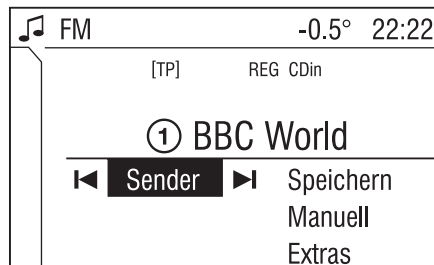 FM -0.5° 22:22
[TP] REG CDin
① BBC World
Sender Speichern
Manuell
Extras